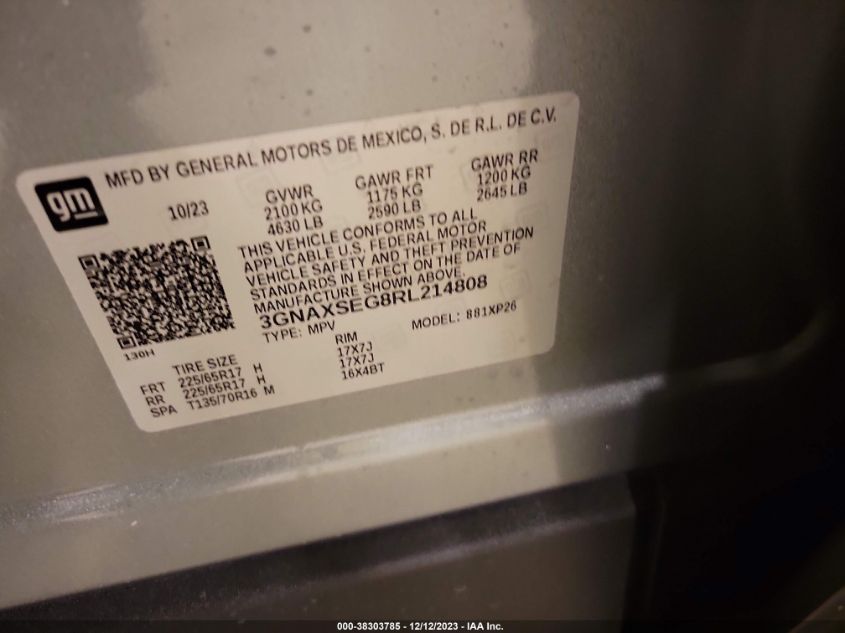 MFD BY GENERAL MOTORS DE MEXICO, S. DE R.L. DE C.V.
gm
10/23
GVWR
2100 KG
4630 LB
GAWR FRT
1175 KG
2590 LB
GAWR RR
1200 KG
2645 LB
THIS VEHICLE CONFORMS TO ALL
APPLICABLE U.S. FEDERAL MOTOR
VEHICLE SAFETY AND THEFT PREVENTION
STANDARDS IN EFFECT ON THE DATE OF
MANUFACTURE SHOWN ABOVE.
3GNAXSEG8RL214808
TYPE: MPV MODEL: 881XP26
130H
TIRE SIZE RIM
FRT 225/65R17 H 17X7J
RR 225/65R17 H 17X7J
SPA T135/70R16 M 16X4BT
000-38303785 - 12/12/2023 - IAA Inc.